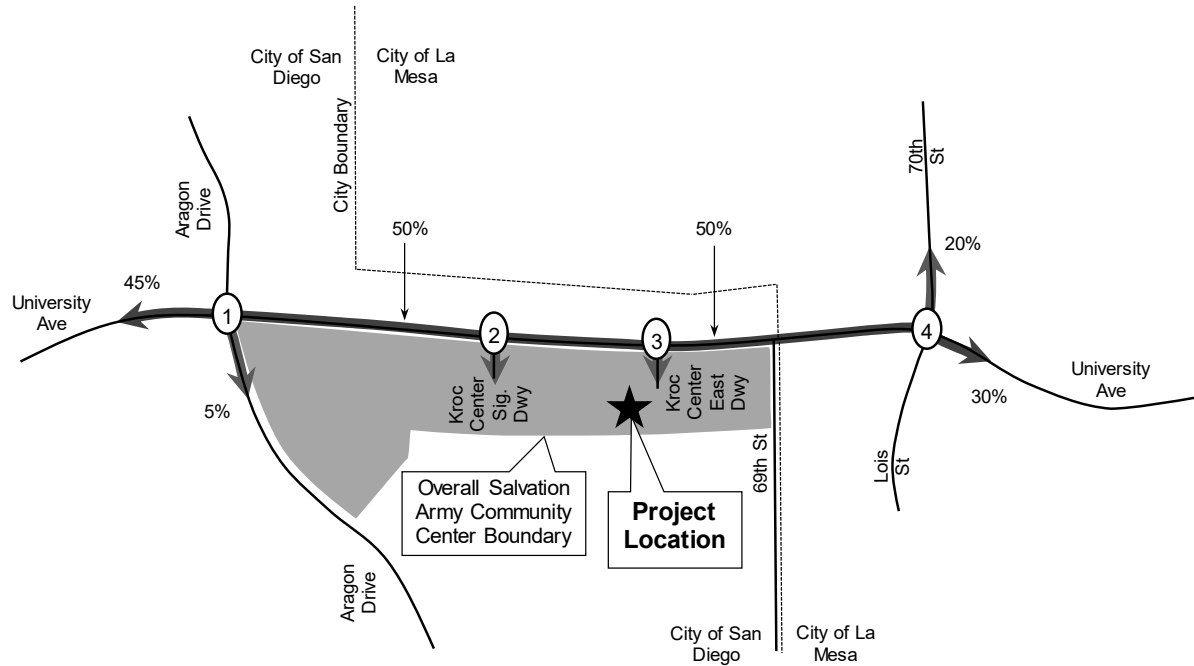 City of San
Diego
City of La
Mesa
City Boundary
70th
St
Aragon
Drive
50%
50%
20%
45%
University
Ave
1
2
3
4
5%
Kroc
Center
Sig.
Dwy
Kroc
Center
East
Dwy
University
Ave
30%
69th St
Lois
St
Overall Salvation
Army Community
Center Boundary
Project
Location
Aragon
Drive
City of San
Diego
City of La
Mesa